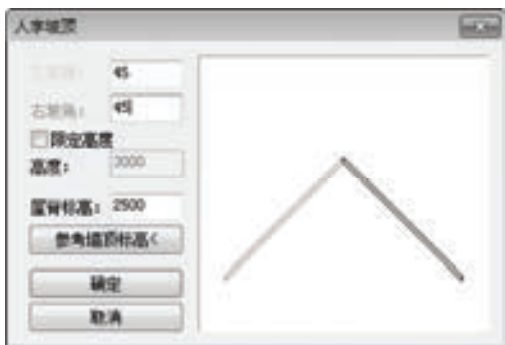 人字坡顶
左坡角： 45
右坡角： 45
限定高度
高度： 3000
屋脊标高： 2500
参考墙顶标高<
确定
取消